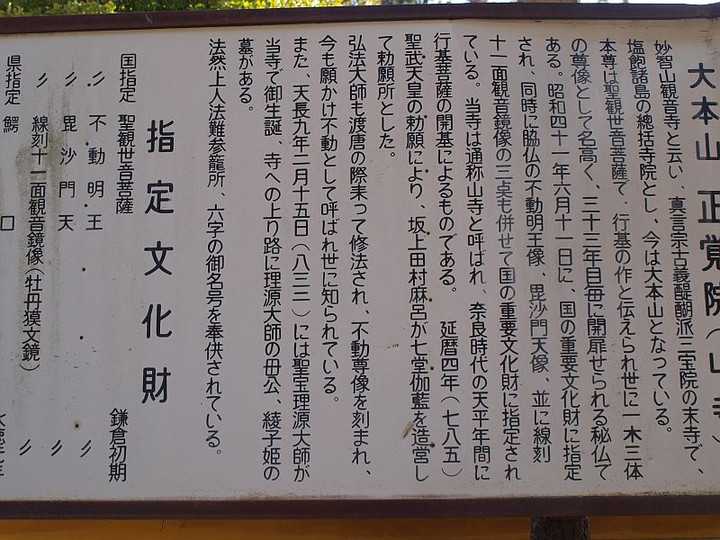 大本山 正覚院(山寺)
妙智山観音寺と云い、真言宗古義醍醐派三宝院の末寺で、
塩飽諸島の總括寺院とし、今は大本山となっている。
本尊は聖観世音菩薩で、行基の作と伝えられ世に一木三体
の尊像として名高く、三十三年目毎に開扉せられる秘仏で
ある。昭和四十一年六月十一日に、国の重要文化財に指定
され、同時に脇仏の不動明王像、毘沙門天像、並に線刻
十一面観音鏡像の三点も併せて国の重要文化財に指定され
ている。当寺は通称山寺と呼ばれ、奈良時代の天平年間に
行基菩薩の開基によるものである。 延暦四年(七八五)
聖武天皇の勅願により、坂上田村麻呂が七堂伽藍を造営し
て勅願所とした。
弘法大師も渡唐の際来って修法され、不動尊像を刻まれ、
今も願かけ不動として呼ばれ世に知られている。
また、天長九年二月十五日(八三二)には聖宝理源大師が
当寺で御生誕、寺への上り路に理源大師の母公、綾子姫の
墓がある。
法然上人法難参籠所、六字の御名号を奉供されている。
指定文化財
国指定 聖観世音菩薩 鎌倉初期
〃 不動明王 〃
〃 毘沙門天 〃
〃 線刻十一面観音鏡像(牡丹獏文鏡) 〃
県指定 鰐口